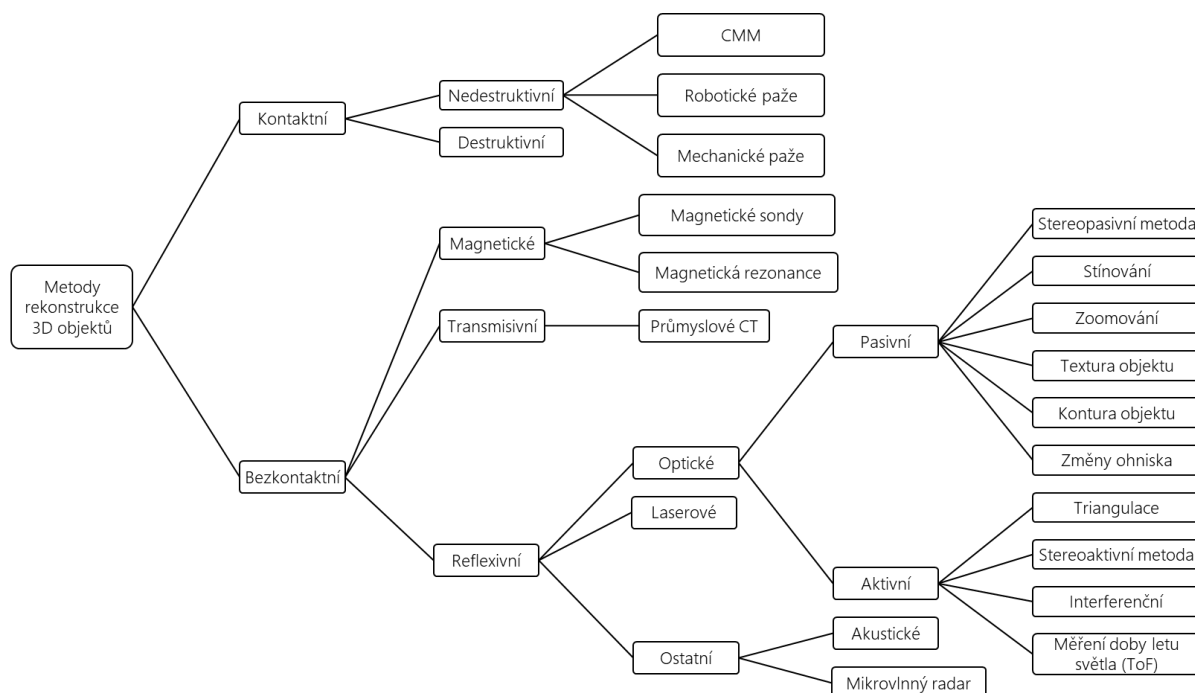 Metody
rekonstrukce
3D objektů
Kontaktní
Nedestruktivní
CMM
Robotické paže
Mechanické paže
Destruktivní
Bezkontaktní
Magnetické
Magnetické sondy
Magnetická rezonance
Transmisivní
Průmyslové CT
Reflexivní
Optické
Pasivní
Stereopasivní metoda
Stínování
Zoomování
Textura objektu
Kontura objektu
Změny ohniska
Aktivní
Triangulace
Stereoaktivní metoda
Interferenční
Měření doby letu
světla (ToF)
Laserové
Ostatní
Akustické
Mikrovlnný radar